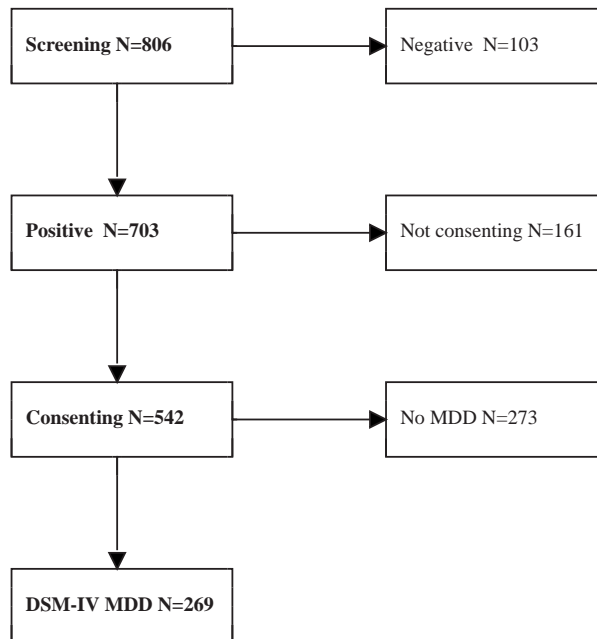 Screening N=806
Negative N=103
Positive N=703
Not consenting N=161
Consenting N=542
No MDD N=273
DSM-IV MDD N=269